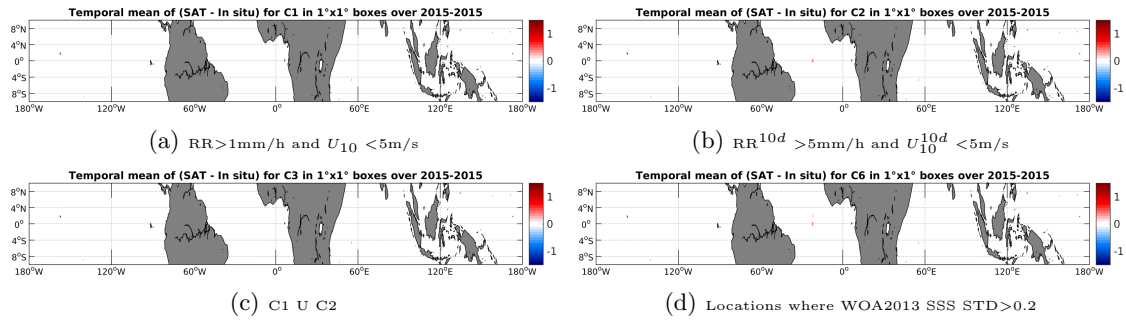 Temporal mean of (SAT - In situ) for C1 in 1°x1° boxes over 2015-2015
8°N
4°N
0°
4°S
8°S
180°W 120°W 60°W 0° 60°E 120°E 180°W
1
0
-1
(a) RR>1mm/h and U10 <5m/s
Temporal mean of (SAT - In situ) for C2 in 1°x1° boxes over 2015-2015
8°N
4°N
0°
4°S
8°S
180°W 120°W 60°W 0° 60°E 120°E 180°W
1
0
-1
(b) RR^10d >5mm/h and U10^10d <5m/s
Temporal mean of (SAT - In situ) for C3 in 1°x1° boxes over 2015-2015
8°N
4°N
0°
4°S
8°S
180°W 120°W 60°W 0° 60°E 120°E 180°W
1
0
-1
(c) C1 U C2
Temporal mean of (SAT - In situ) for C6 in 1°x1° boxes over 2015-2015
8°N
4°N
0°
4°S
8°S
180°W 120°W 60°W 0° 60°E 120°E 180°W
1
0
-1
(d) Locations where WOA2013 SSS STD>0.2